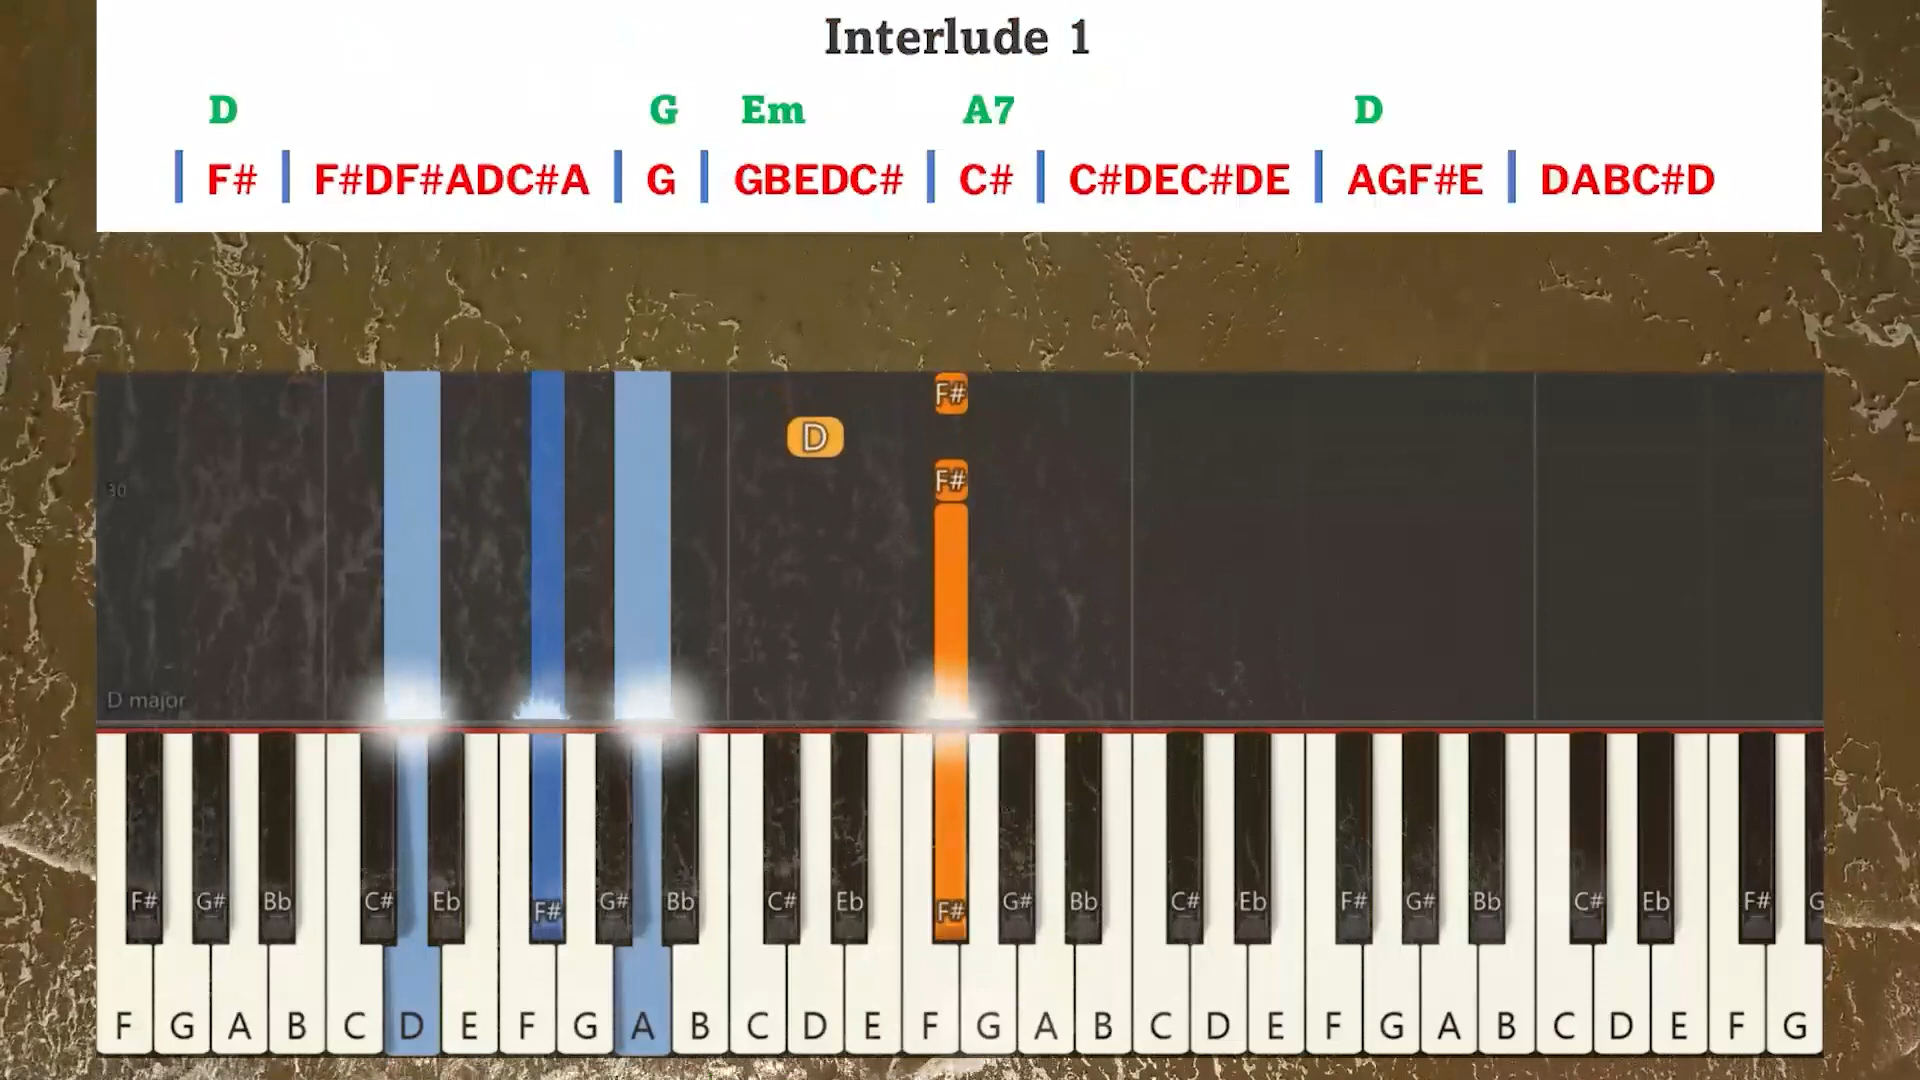 Interlude 1
D G Em A7 D
| F# | F#DF#ADC#A | G | GBEDC# | C# | C#DEC#DE | AGF#E | DABC#D
F#
D
F#
30
D major
F# G# Bb C# Eb F# G# Bb C# Eb F# G# Bb C# Eb F# G# Bb C# Eb F# G
F G A B C D E F G A B C D E F G A B C D E F G A B C D E F G